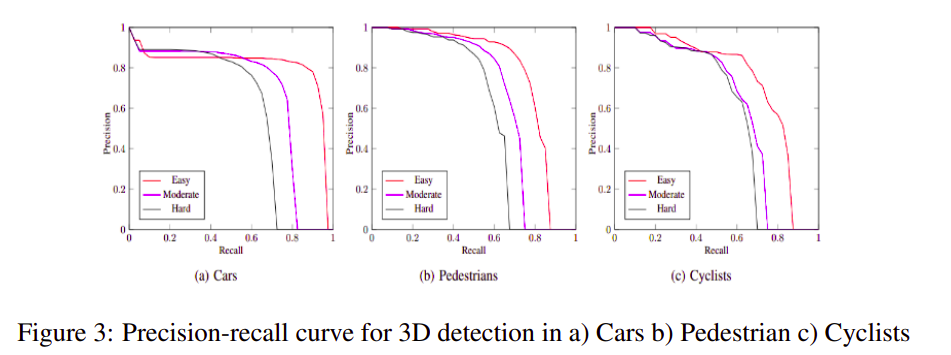 Precision
1
0.8
0.6
0.4
0.2
0
Easy
Moderate
Hard
0 0.2 0.4 0.6 0.8 1
Recall
(a) Cars
Precision
1
0.8
0.6
0.4
0.2
0
Easy
Moderate
Hard
0 0.2 0.4 0.6 0.8 1
Recall
(b) Pedestrians
Precision
1
0.8
0.6
0.4
0.2
0
Easy
Moderate
Hard
0 0.2 0.4 0.6 0.8 1
Recall
(c) Cyclists
Figure 3: Precision-recall curve for 3D detection in a) Cars b) Pedestrian c) Cyclists